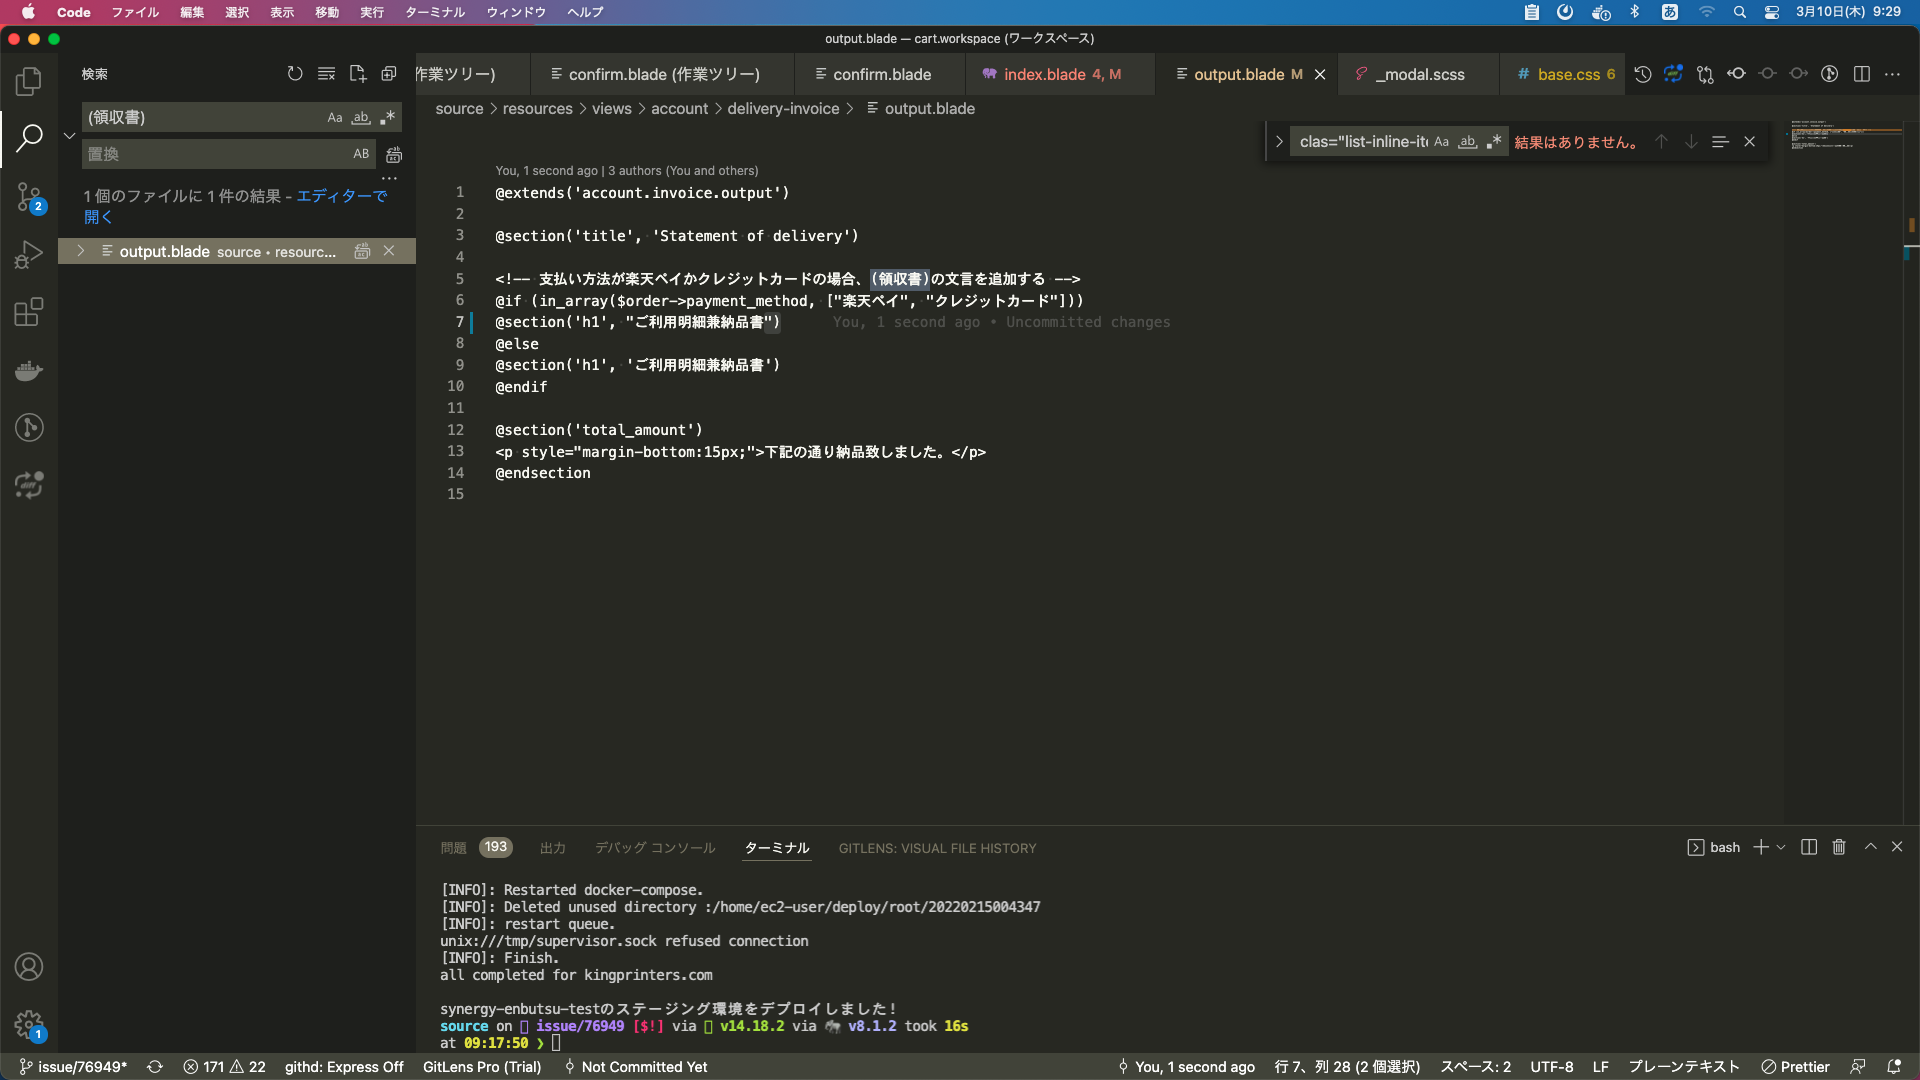 Code ファイル 編集 選択 表示 移動 実行 ターミナル ウィンドウ ヘルプ
あ 3月10日(木) 9:29
output.blade — cart.workspace (ワークスペース)
検索
作業ツリー) confirm.blade (作業ツリー) confirm.blade index.blade 4, M output.blade M _modal.scss # base.css 6
(領収書) Aa ab
置換 AB
1 個のファイルに 1 件の結果 - エディターで
開く
output.blade source • resourc...
source > resources > views > account > delivery-invoice > output.blade
clas="list-inline-it Aa ab 結果はありません。
You, 1 second ago | 3 authors (You and others)
1 @extends('account.invoice.output')
2
3 @section('title', 'Statement of delivery')
4
5 <!-- 支払い方法が楽天ペイかクレジットカードの場合、(領収書)の文言を追加する -->
6 @if (in_array($order->payment_method, ["楽天ペイ", "クレジットカード"]))
7 @section('h1', "ご利用明細兼納品書") You, 1 second ago • Uncommitted changes
8 @else
9 @section('h1', 'ご利用明細兼納品書')
10 @endif
11
12 @section('total_amount')
13 <p style="margin-bottom:15px;">下記の通り納品致しました。</p>
14 @endsection
15
問題 193 出力 デバッグ コンソール ターミナル GITLENS: VISUAL FILE HISTORY
bash
[INFO]: Restarted docker-compose.
[INFO]: Deleted unused directory :/home/ec2-user/deploy/root/20220215004347
[INFO]: restart queue.
unix:///tmp/supervisor.sock refused connection
[INFO]: Finish.
all completed for kingprinters.com
synergy-enbutsu-testのステージング環境をデプロイしました!
source on issue/76949 [$!] via v14.18.2 via 🐘 v8.1.2 took 16s
at 09:17:50 ❯
2
diff
1
issue/76949* 171 22 githd: Express Off GitLens Pro (Trial) Not Committed Yet
You, 1 second ago 行 7、列 28 (2 個選択) スペース: 2 UTF-8 LF プレーンテキスト Prettier